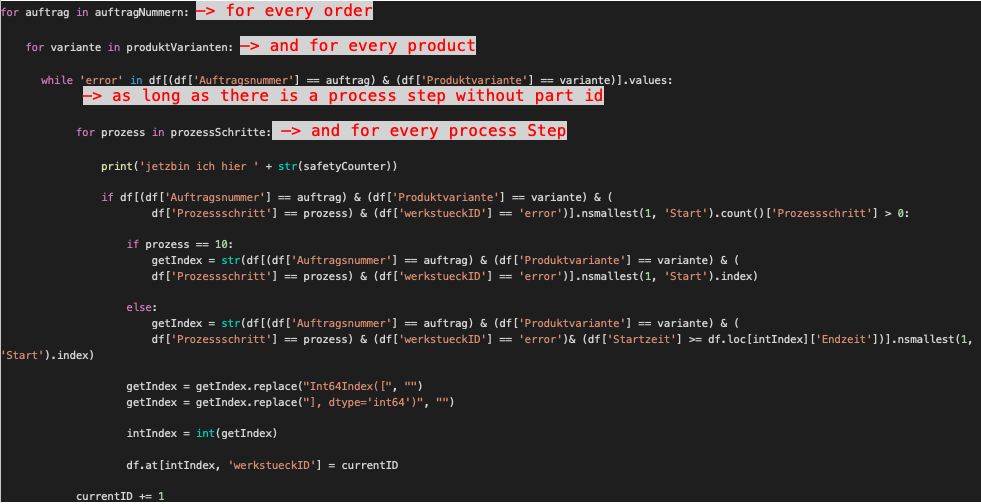 for auftrag in auftragNummern: —> for every order
for variante in produktVarianten: —> and for every product
while 'error' in df[(df['Auftragsnummer'] == auftrag) & (df['Produktvariante'] == variante)].values:
—> as long as there is a process step without part id
for prozess in prozessSchritte: —> and for every process Step
print('jetzbin ich hier ' + str(safetyCounter))
if df[(df['Auftragsnummer'] == auftrag) & (df['Produktvariante'] == variante) & (
df['Prozessschritt'] == prozess) & (df['werkstueckID'] == 'error')].nsmallest(1, 'Start').count()['Prozessschritt'] > 0:
if prozess == 10:
getIndex = str(df[(df['Auftragsnummer'] == auftrag) & (df['Produktvariante'] == variante) & (
df['Prozessschritt'] == prozess) & (df['werkstueckID'] == 'error')].nsmallest(1, 'Start').index)
else:
getIndex = str(df[(df['Auftragsnummer'] == auftrag) & (df['Produktvariante'] == variante) & (
df['Prozessschritt'] == prozess) & (df['werkstueckID'] == 'error')& (df['Startzeit'] >= df.loc[intIndex]['Endzeit'])].nsmallest(1,
'Start').index)
getIndex = getIndex.replace("Int64Index([", "")
getIndex = getIndex.replace("], dtype='int64')", "")
intIndex = int(getIndex)
df.at[intIndex, 'werkstueckID'] = currentID
currentID += 1